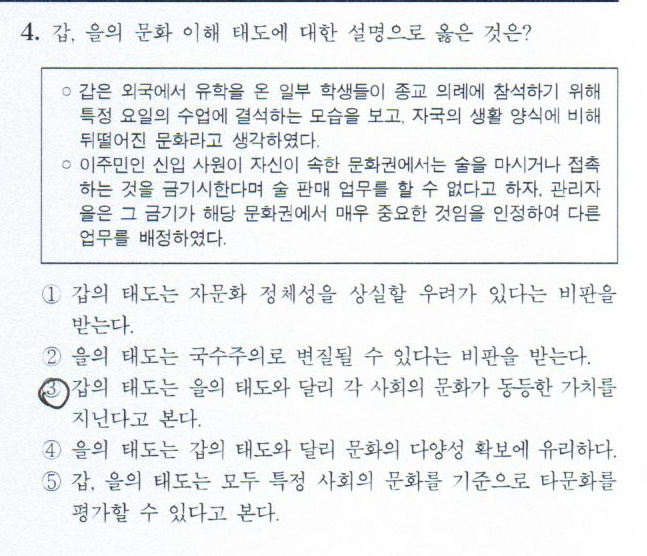 4. 갑, 을의 문화 이해 태도에 대한 설명으로 옳은 것은?
○ 갑은 외국에서 유학을 온 일부 학생들이 종교 의례에 참석하기 위해
특정 요일의 수업에 결석하는 모습을 보고, 자국의 생활 양식에 비해
뒤떨어진 문화라고 생각하였다.
○ 이주민인 신입 사원이 자신이 속한 문화권에서는 술을 마시거나 접촉
하는 것을 금기시한다며 술 판매 업무를 할 수 없다고 하자, 관리자
을은 그 금기가 해당 문화권에서 매우 중요한 것임을 인정하여 다른
업무를 배정하였다.
① 갑의 태도는 자문화 정체성을 상실할 우려가 있다는 비판을
받는다.
② 을의 태도는 국수주의로 변질될 수 있다는 비판을 받는다.
③ 갑의 태도는 을의 태도와 달리 각 사회의 문화가 동등한 가치를
지닌다고 본다.
④ 을의 태도는 갑의 태도와 달리 문화의 다양성 확보에 유리하다.
⑤ 갑, 을의 태도는 모두 특정 사회의 문화를 기준으로 타문화를
평가할 수 있다고 본다.